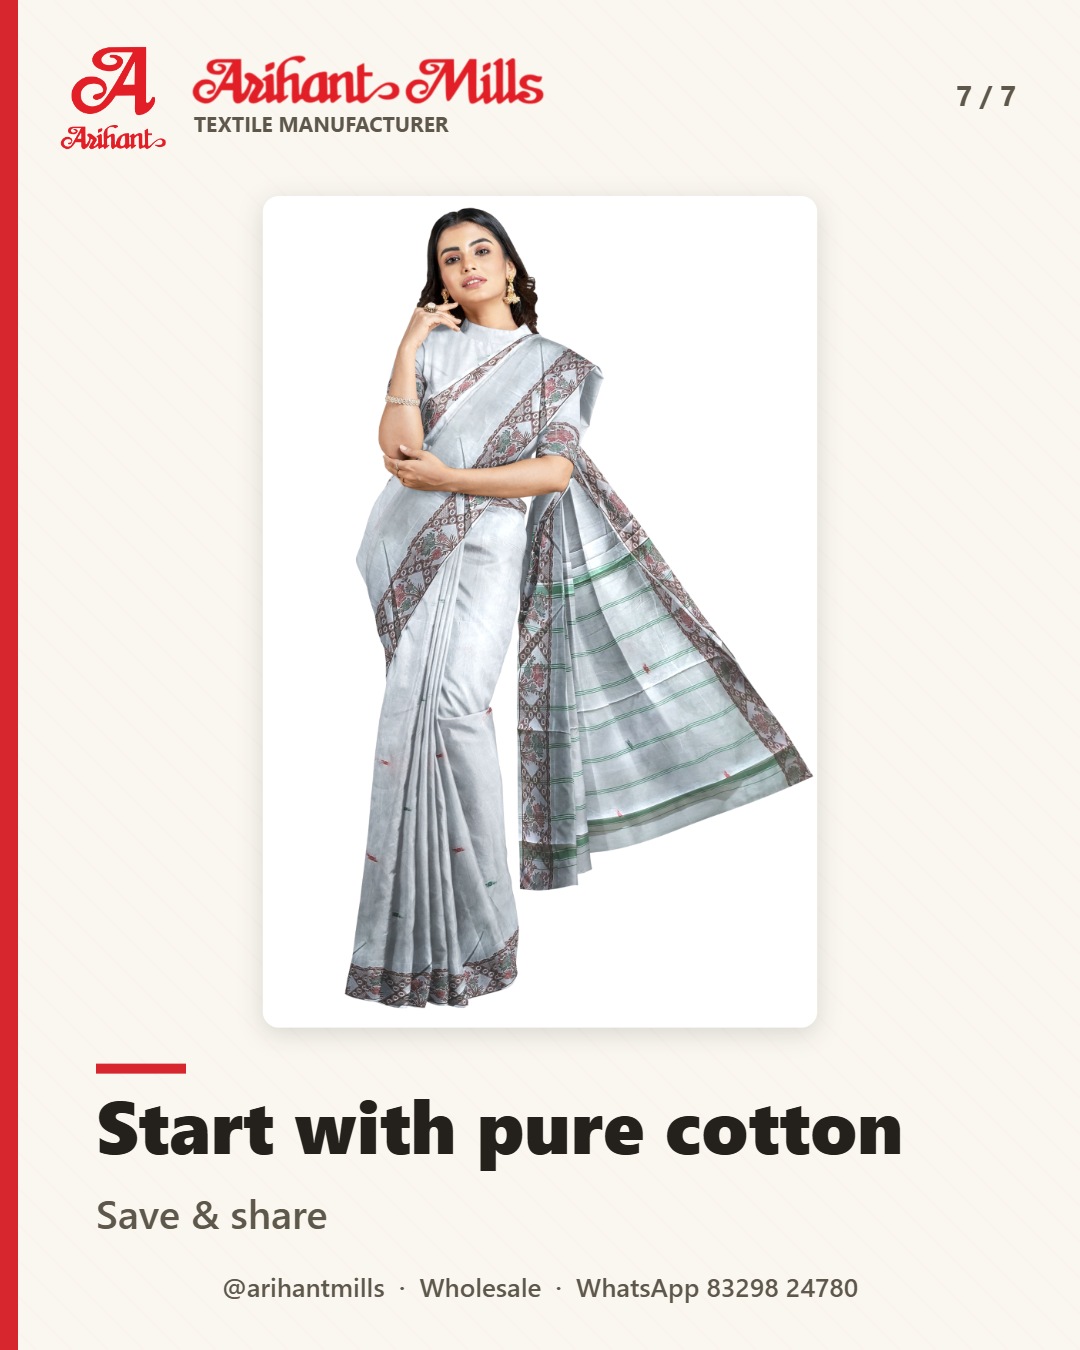 A
Arihant
Arihant Mills
TEXTILE MANUFACTURER
7 / 7
Start with pure cotton
Save & share
@arihantmills · Wholesale · WhatsApp 83298 24780